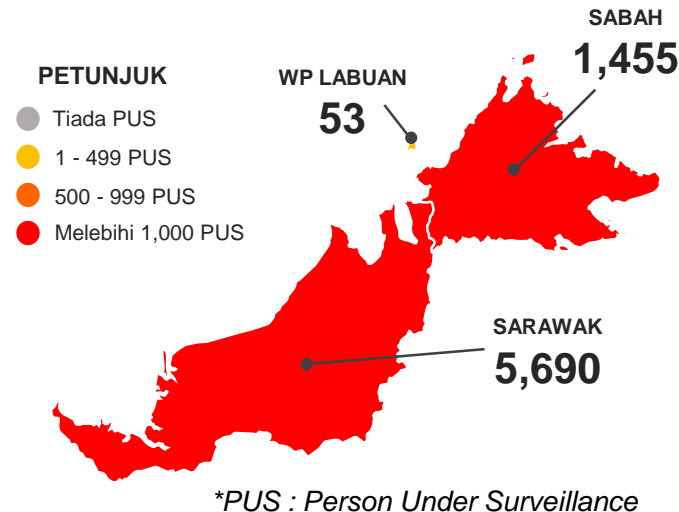 SABAH
1,455
WP LABUAN
53
PETUNJUK
Tiada PUS
1 - 499 PUS
500 - 999 PUS
Melebihi 1,000 PUS
SARAWAK
5,690
*PUS : Person Under Surveillance